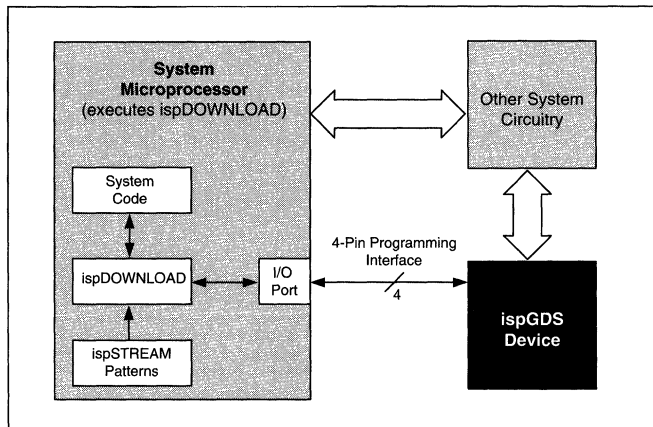 System
Microprocessor
(executes ispDOWNLOAD)
Other System
Circuitry
System
Code
4-Pin Programming
Interface
ispDOWNLOAD
I/O
Port
4
ispGDS
Device
ispSTREAM
Patterns